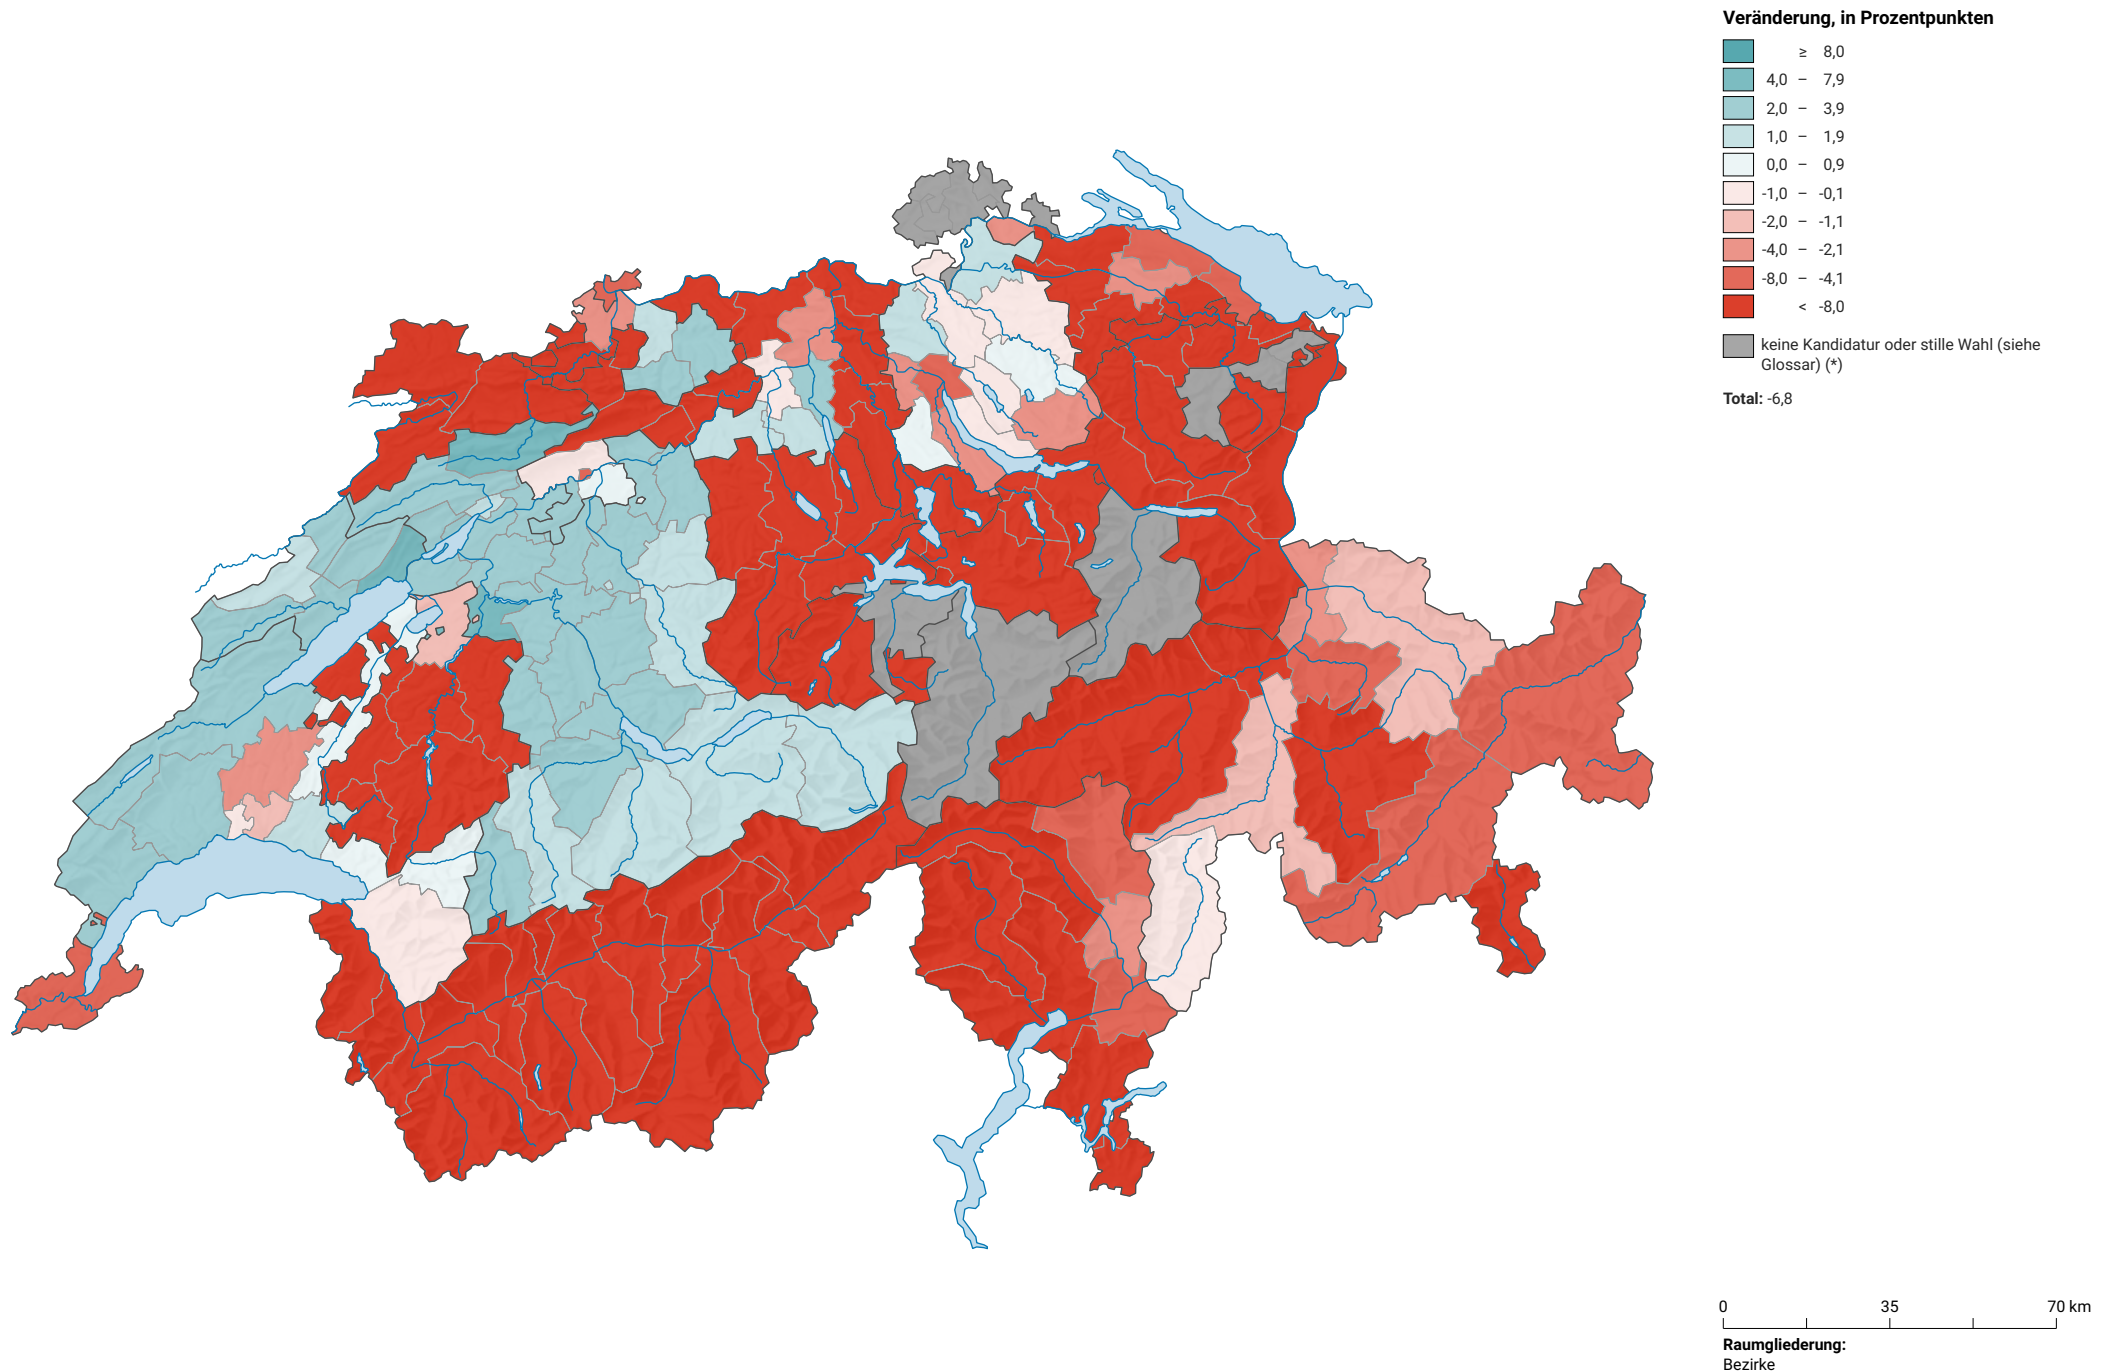 Veränderung, in Prozentpunkten
≥ 8,0
4,0 – 7,9
2,0 – 3,9
1,0 – 1,9
0,0 – 0,9
-1,0 – -0,1
-2,0 – -1,1
-4,0 – -2,1
-8,0 – -4,1
< -8,0
keine Kandidatur oder stille Wahl (siehe
Glossar) (*)
Total: -6,8
0 35 70 km
Raumgliederung:
Bezirke